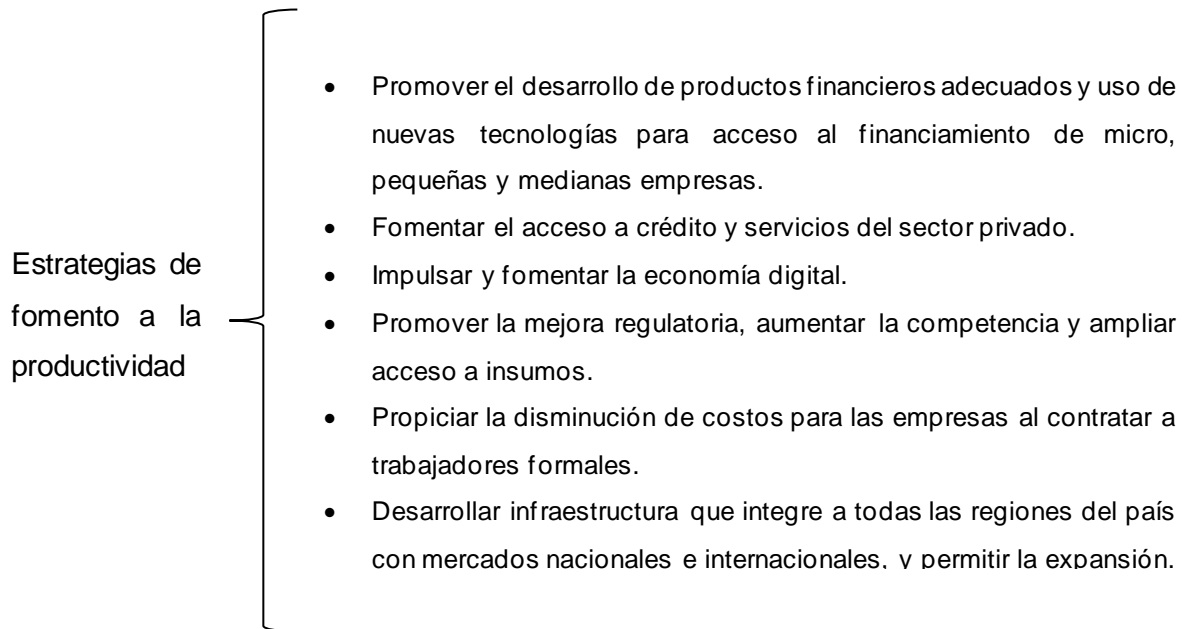 Estrategias de
fomento a la
productividad
• Promover el desarrollo de productos financieros adecuados y uso de
nuevas tecnologías para acceso al financiamiento de micro,
pequeñas y medianas empresas.
• Fomentar el acceso a crédito y servicios del sector privado.
• Impulsar y fomentar la economía digital.
• Promover la mejora regulatoria, aumentar la competencia y ampliar
acceso a insumos.
• Propiciar la disminución de costos para las empresas al contratar a
trabajadores formales.
• Desarrollar infraestructura que integre a todas las regiones del país
con mercados nacionales e internacionales, y permitir la expansión.